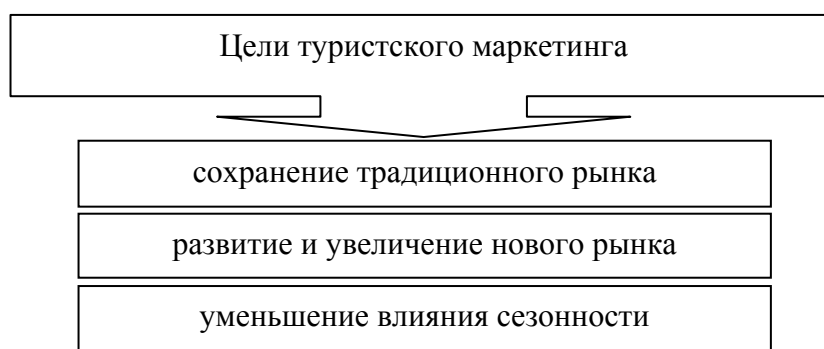 Цели туристского маркетинга
сохранение традиционного рынка
развитие и увеличение нового рынка
уменьшение влияния сезонности